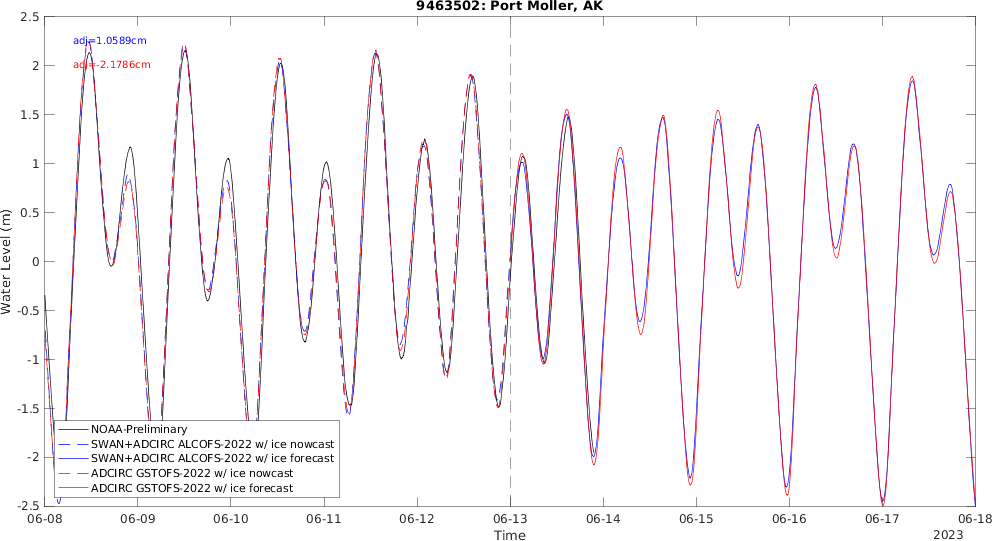 9463502: Port Moller, AK
2.5
2
1.5
1
0.5
0
-0.5
-1
-1.5
-2
-2.5
Water Level (m)
adj=1.0589cm
adj=-2.1786cm
NOAA-Preliminary
SWAN+ADCIRC ALCOFS-2022 w/ ice nowcast
SWAN+ADCIRC ALCOFS-2022 w/ ice forecast
ADCIRC GSTOFS-2022 w/ ice nowcast
ADCIRC GSTOFS-2022 w/ ice forecast
06-08 06-09 06-10 06-11 06-12 06-13 06-14 06-15 06-16 06-17 06-18
Time
2023